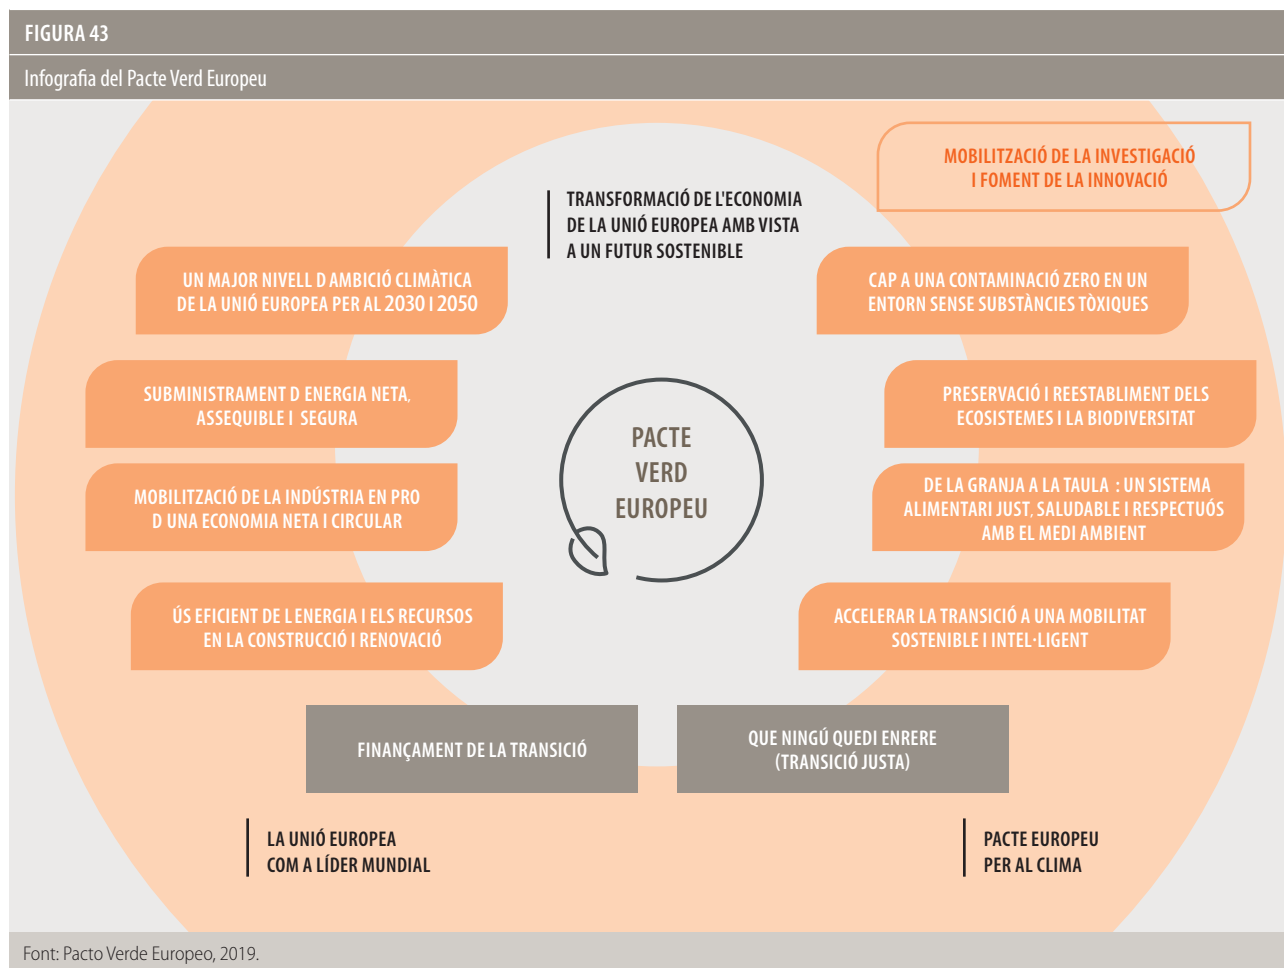 FIGURA 43
Infografia del Pacte Verd Europeu
MOBILITZACIÓ DE LA INVESTIGACIÓ
I FOMENT DE LA INNOVACIÓ
TRANSFORMACIÓ DE L'ECONOMIA
DE LA UNIÓ EUROPEA AMB VISTA
A UN FUTUR SOSTENIBLE
UN MAJOR NIVELL D AMBICIÓ CLIMÀTICA
DE LA UNIÓ EUROPEA PER AL 2030 I 2050
SUBMINISTRAMENT D ENERGIA NETA,
ASSEQUIBLE I SEGURA
MOBILITZACIÓ DE LA INDÚSTRIA EN PRO
D UNA ECONOMIA NETA I CIRCULAR
ÚS EFICIENT DE L ENERGIA I ELS RECURSOS
EN LA CONSTRUCCIÓ I RENOVACIÓ
PACTE
VERD
EUROPEU
CAP A UNA CONTAMINACIÓ ZERO EN UN
ENTORN SENSE SUBSTÀNCIES TÒXIQUES
PRESERVACIÓ I REESTABLIMENT DELS
ECOSISTEMES I LA BIODIVERSITAT
DE LA GRANJA A LA TAULA : UN SISTEMA
ALIMENTARI JUST, SALUDABLE I RESPECTUÓS
AMB EL MEDI AMBIENT
ACCELERAR LA TRANSICIÓ A UNA MOBILITAT
SOSTENIBLE I INTEL·LIGENT
FINANÇAMENT DE LA TRANSICIÓ
QUE NINGÚ QUEDI ENRERE
(TRANSICIÓ JUSTA)
LA UNIÓ EUROPEA
COM A LÍDER MUNDIAL
PACTE EUROPEU
PER AL CLIMA
Font: Pacto Verde Europeo, 2019.